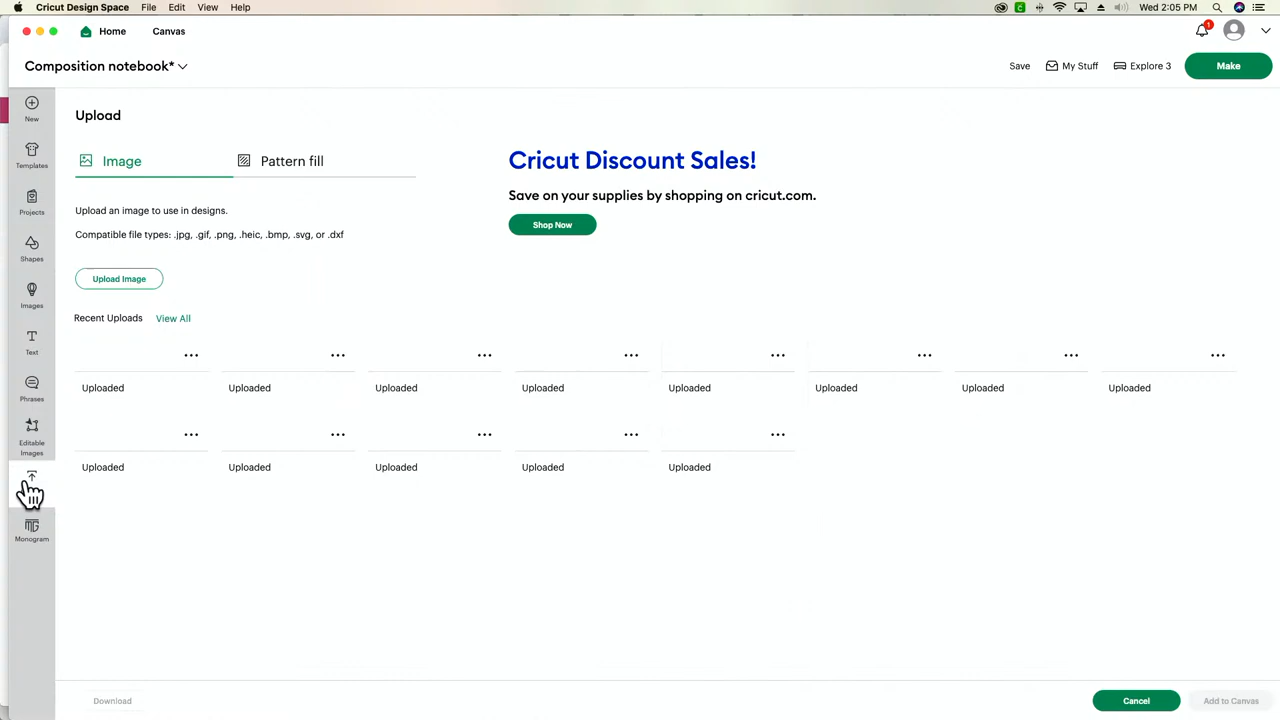 Cricut Design Space File Edit View Help Wed 2:05 PM
Home Canvas 1
Composition notebook* Save My Stuff Explore 3 Make
New
Templates
Projects
Shapes
Images
Text
Phrases
Editable
Images
Monogram
Upload
Image Pattern fill
Upload an image to use in designs.
Compatible file types: .jpg, .gif, .png, .heic, .bmp, .svg, or .dxf
Upload Image
Cricut Discount Sales!
Save on your supplies by shopping on cricut.com.
Shop Now
Recent Uploads View All
Uploaded Uploaded Uploaded Uploaded Uploaded Uploaded Uploaded Uploaded
Uploaded Uploaded Uploaded Uploaded Uploaded
Download Cancel Add to Canvas